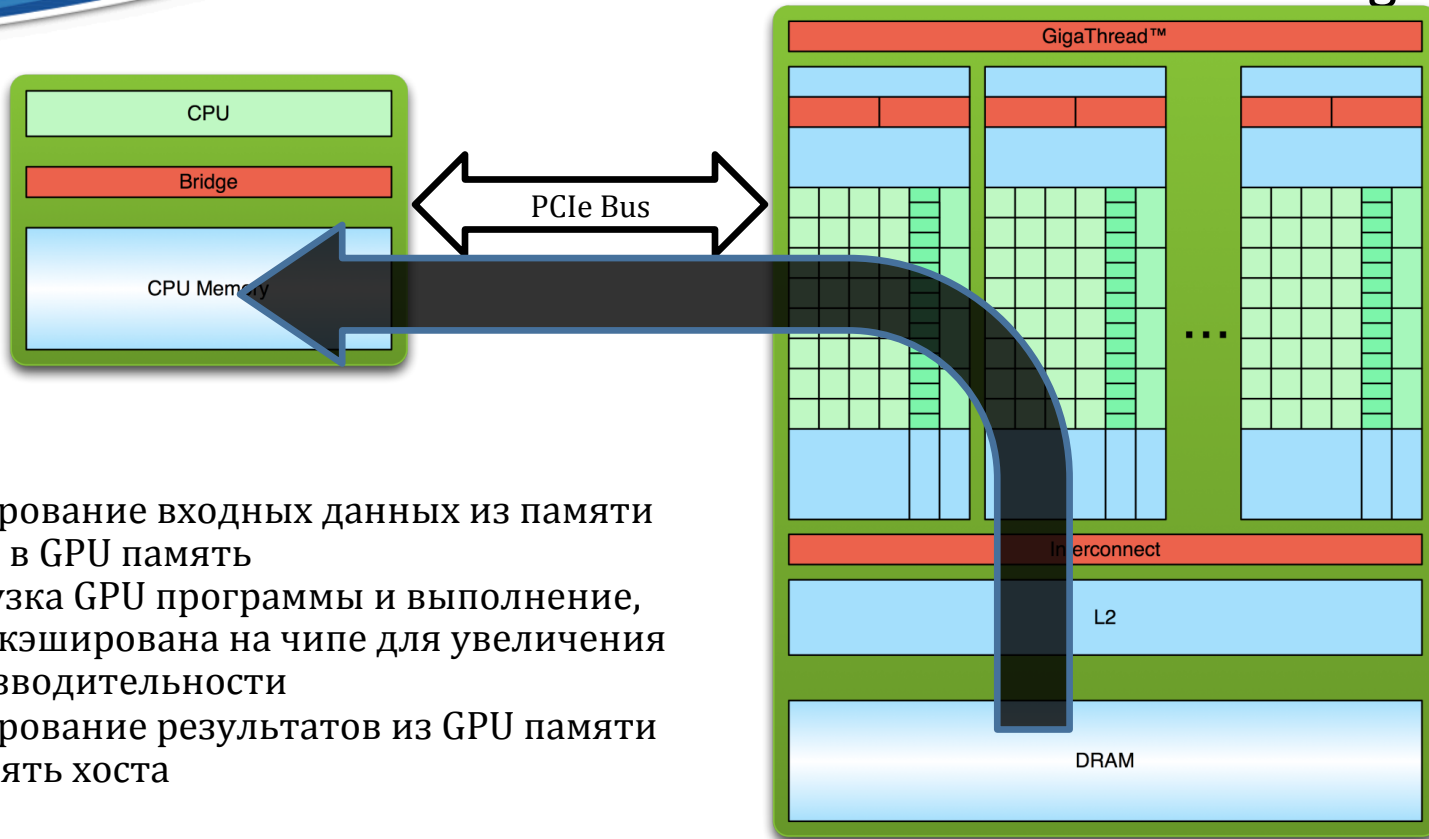 g
GigaThread™
CPU
Bridge
PCIe Bus
CPU Memory
...
рование входных данных из памяти
в GPU память
узка GPU программы и выполнение,
кэширована на чипе для увеличения
зводительности
рование результатов из GPU памяти
ять хоста
Interconnect
L2
DRAM